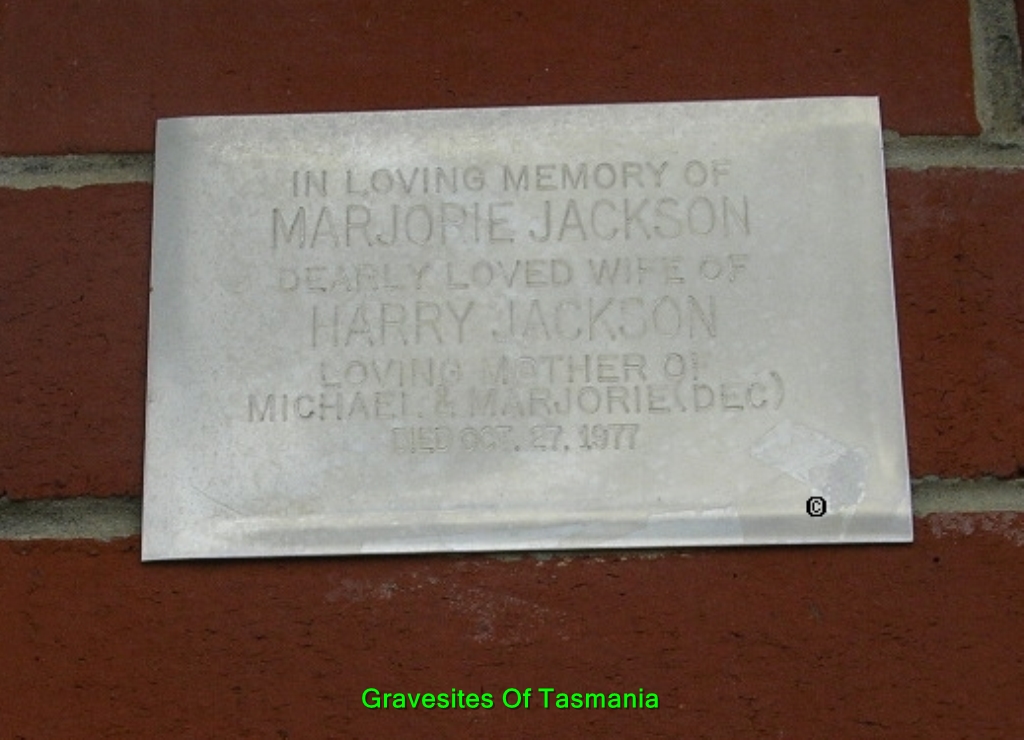 IN LOVING MEMORY OF
MARJORIE JACKSON
DEARLY LOVED WIFE OF
HARRY JACKSON
LOVING MOTHER OF
MICHAEL & MARJORIE (DEC)
DIED OCT. 27. 1977
©
Gravesites Of Tasmania